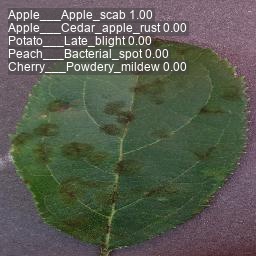 Apple___Apple_scab 1.00
Apple___Cedar_apple_rust 0.00
Potato___Late_blight 0.00
Peach___Bacterial_spot 0.00
Cherry___Powdery_mildew 0.00